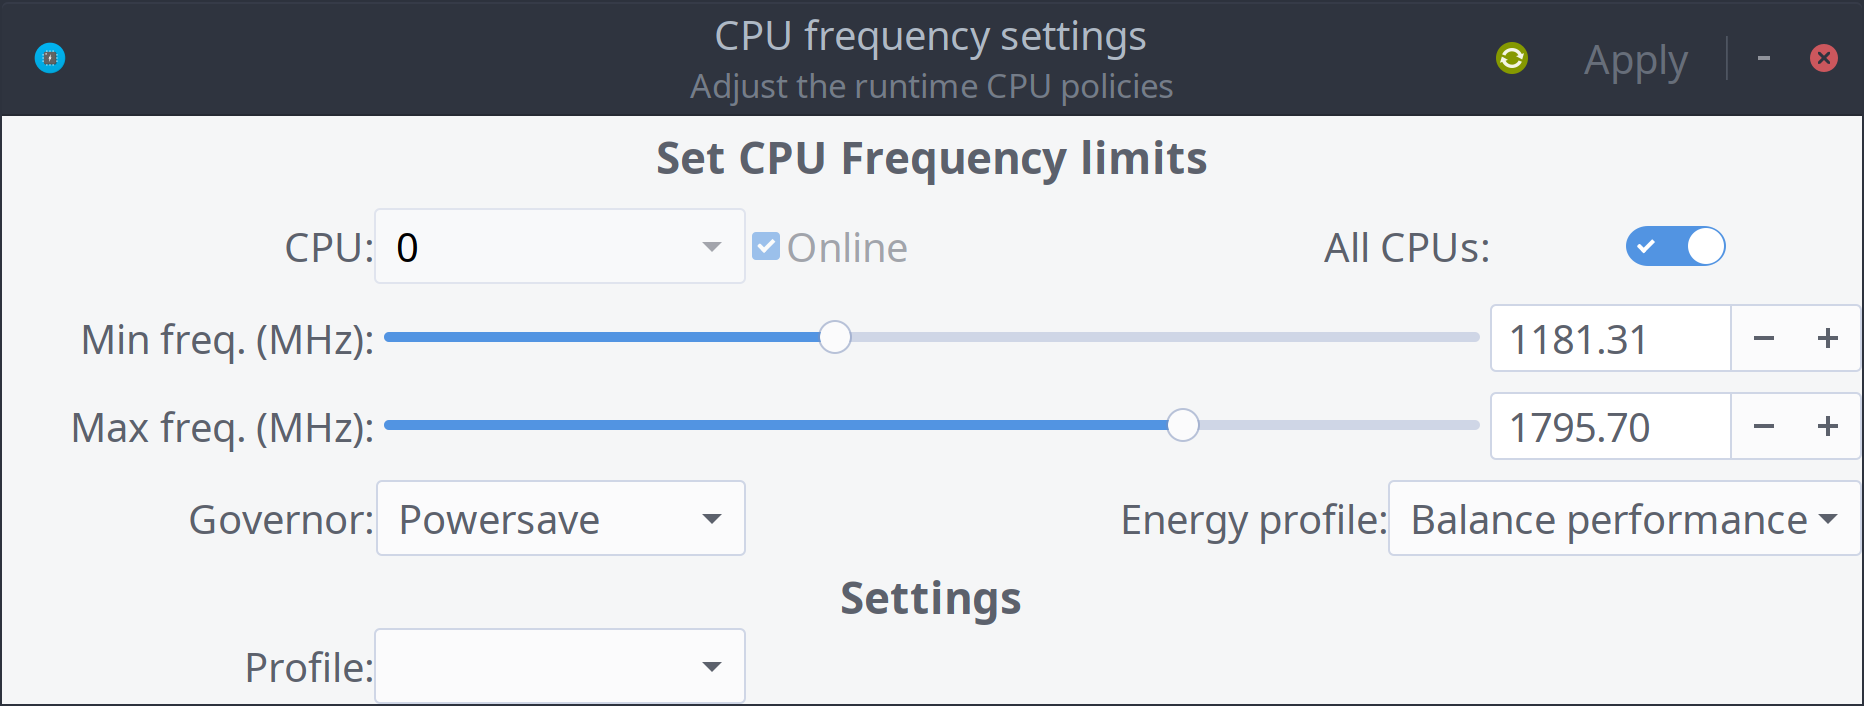 CPU frequency settings
Adjust the runtime CPU policies
Apply
Set CPU Frequency limits
CPU: 0 Online All CPUs:
Min freq. (MHz): 1181.31 − +
Max freq. (MHz): 1795.70 − +
Governor: Powersave Energy profile: Balance performance
Settings
Profile: